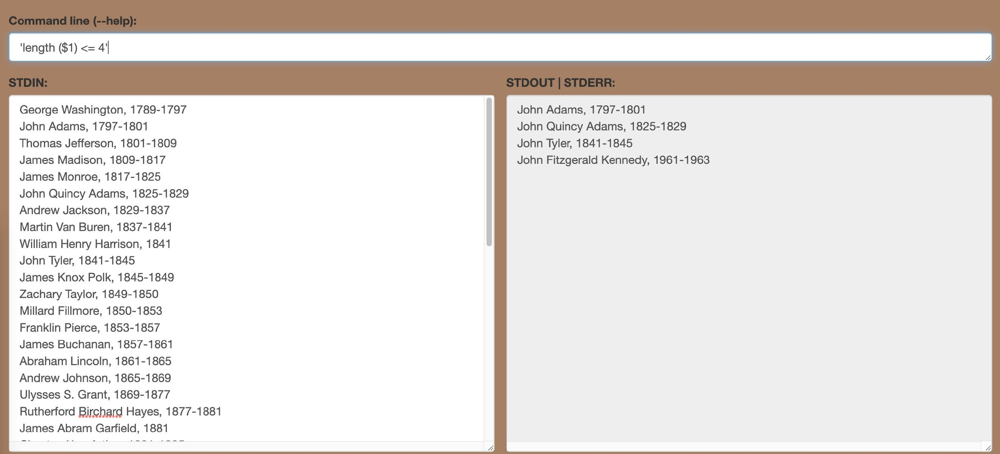 Command line (--help):
'length ($1) <= 4'
STDIN:
George Washington, 1789-1797
John Adams, 1797-1801
Thomas Jefferson, 1801-1809
James Madison, 1809-1817
James Monroe, 1817-1825
John Quincy Adams, 1825-1829
Andrew Jackson, 1829-1837
Martin Van Buren, 1837-1841
William Henry Harrison, 1841
John Tyler, 1841-1845
James Knox Polk, 1845-1849
Zachary Taylor, 1849-1850
Millard Fillmore, 1850-1853
Franklin Pierce, 1853-1857
James Buchanan, 1857-1861
Abraham Lincoln, 1861-1865
Andrew Johnson, 1865-1869
Ulysses S. Grant, 1869-1877
Rutherford Birchard Hayes, 1877-1881
James Abram Garfield, 1881
STDOUT | STDERR:
John Adams, 1797-1801
John Quincy Adams, 1825-1829
John Tyler, 1841-1845
John Fitzgerald Kennedy, 1961-1963